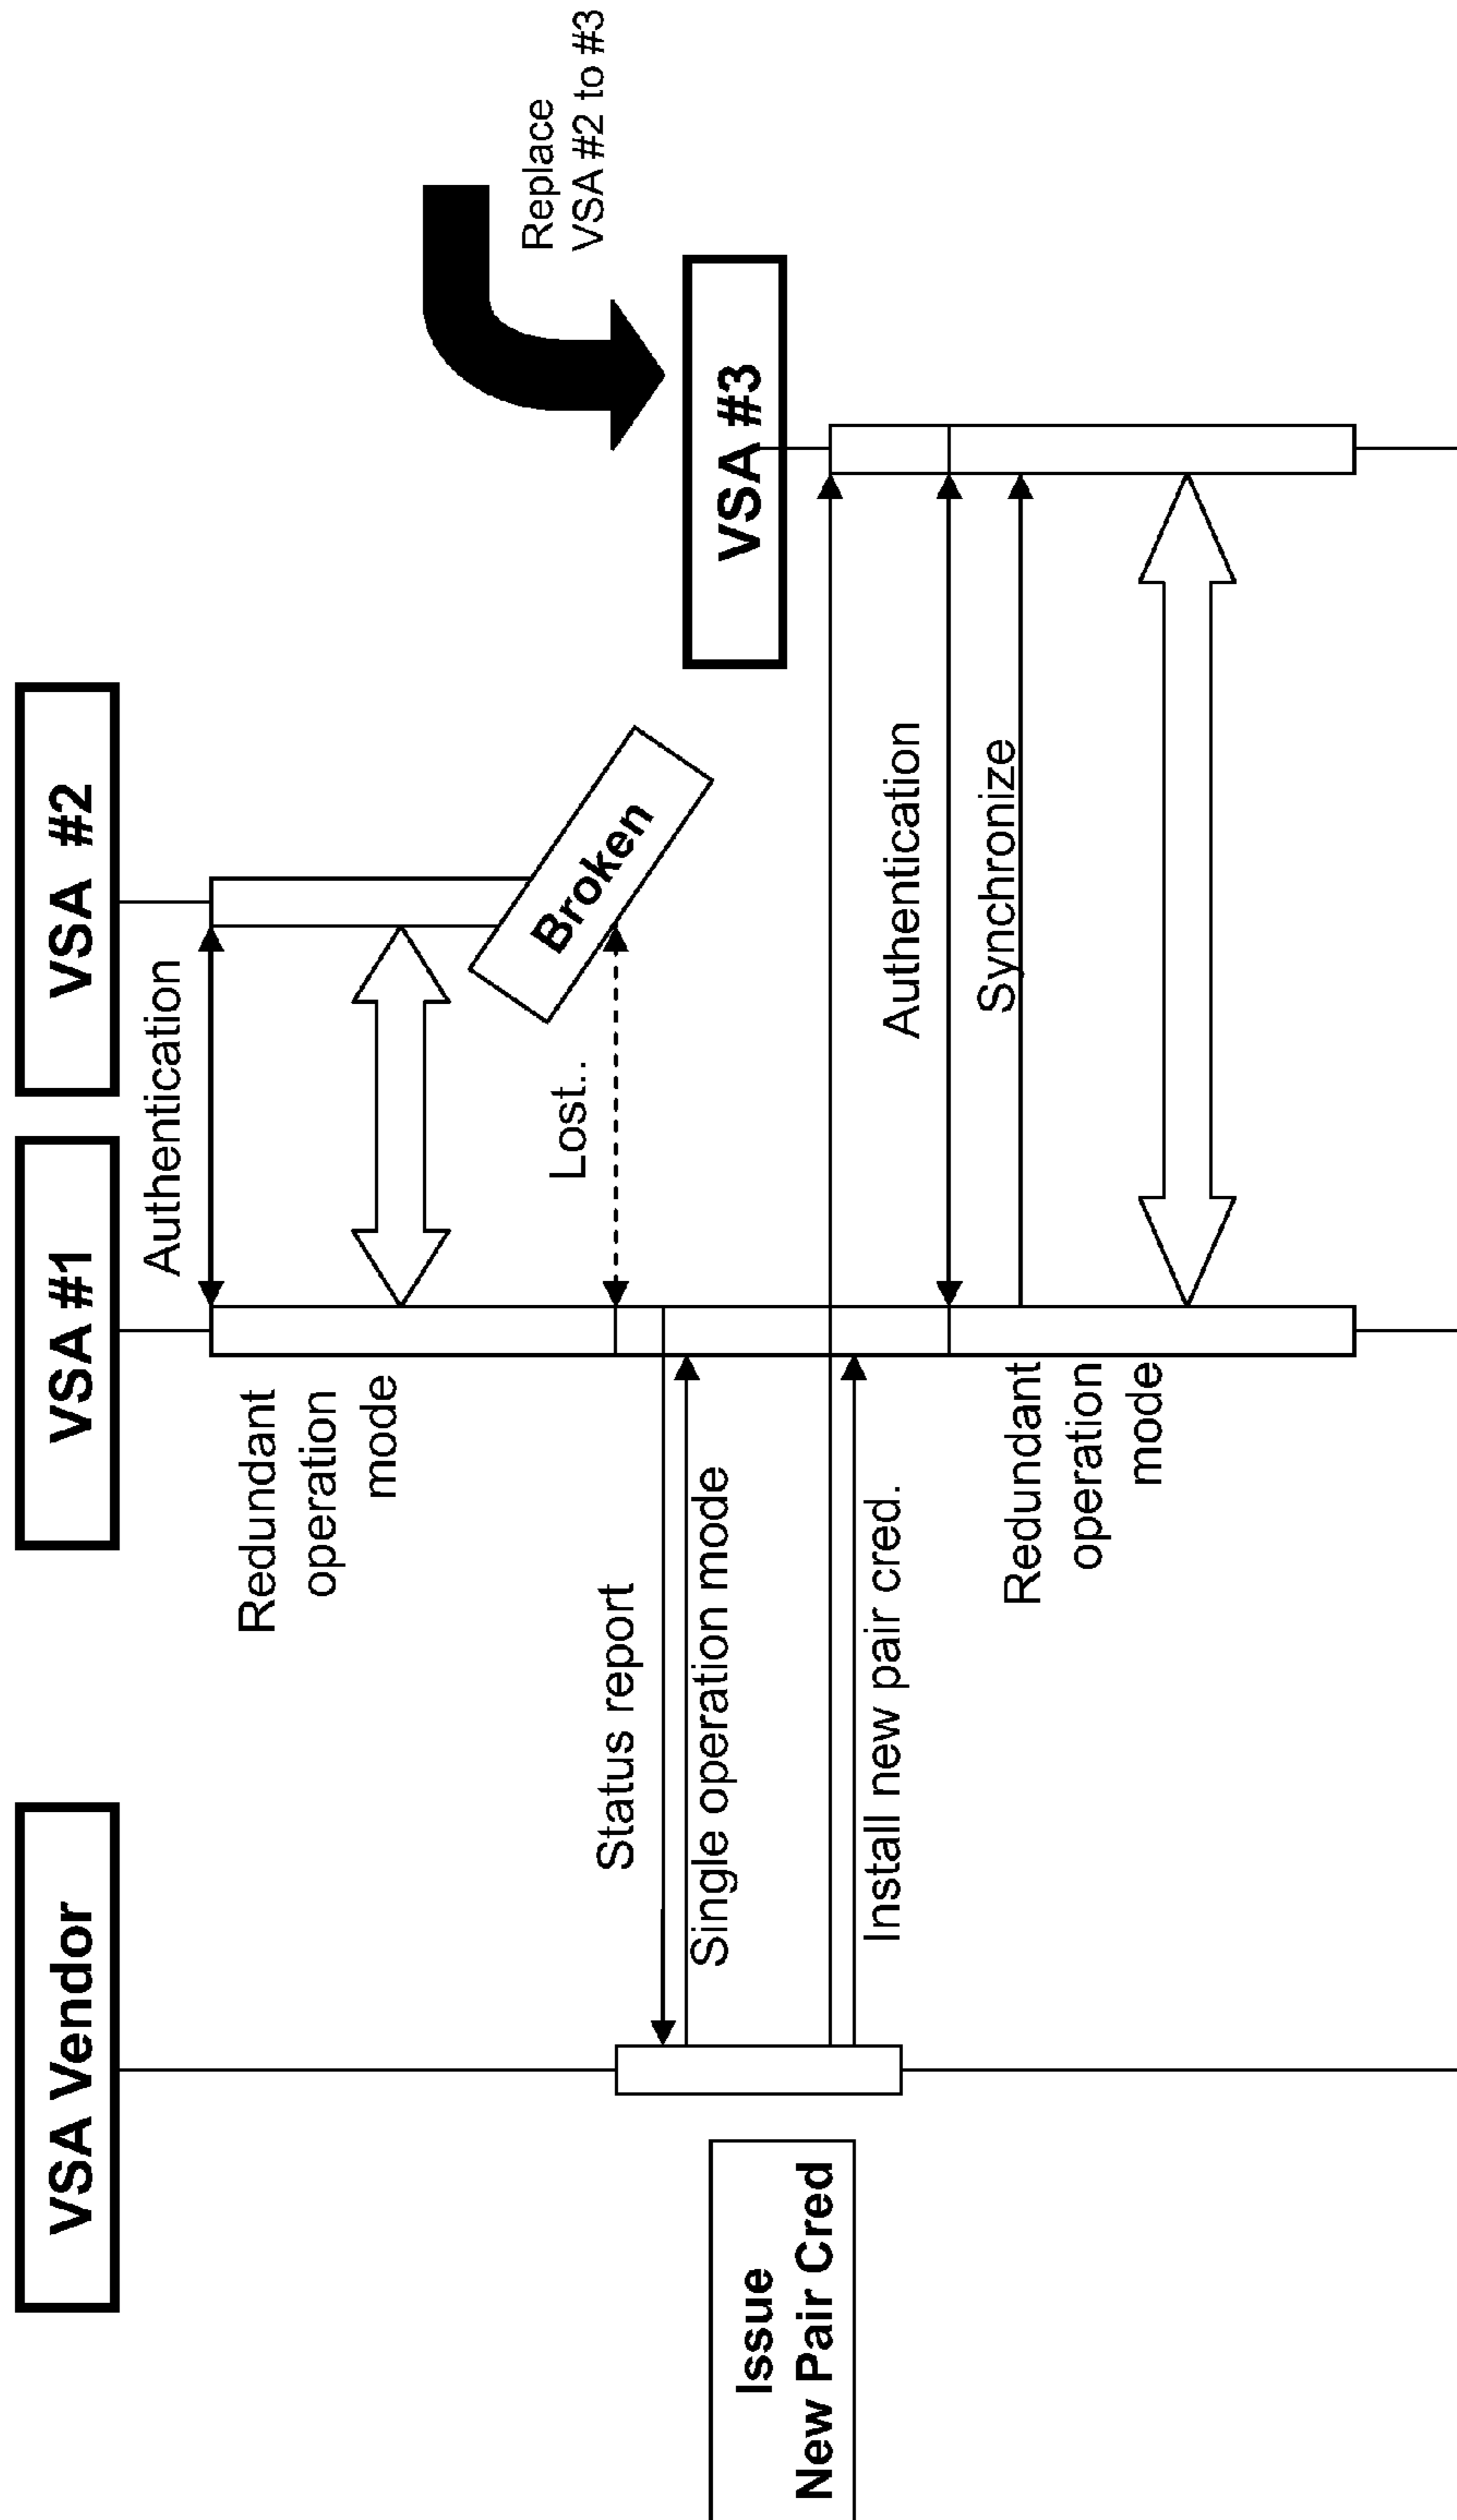 VSA Vendor
VSA #1
VSA #2
Authentication
Redundant
operation
mode
Broken
Lost..
Status report
Single operation mode
Replace
VSA #2 to #3
VSA #3
Issue
New Pair Cred
Install new pair cred.
Authentication
Synchronize
Redundant
operation
mode